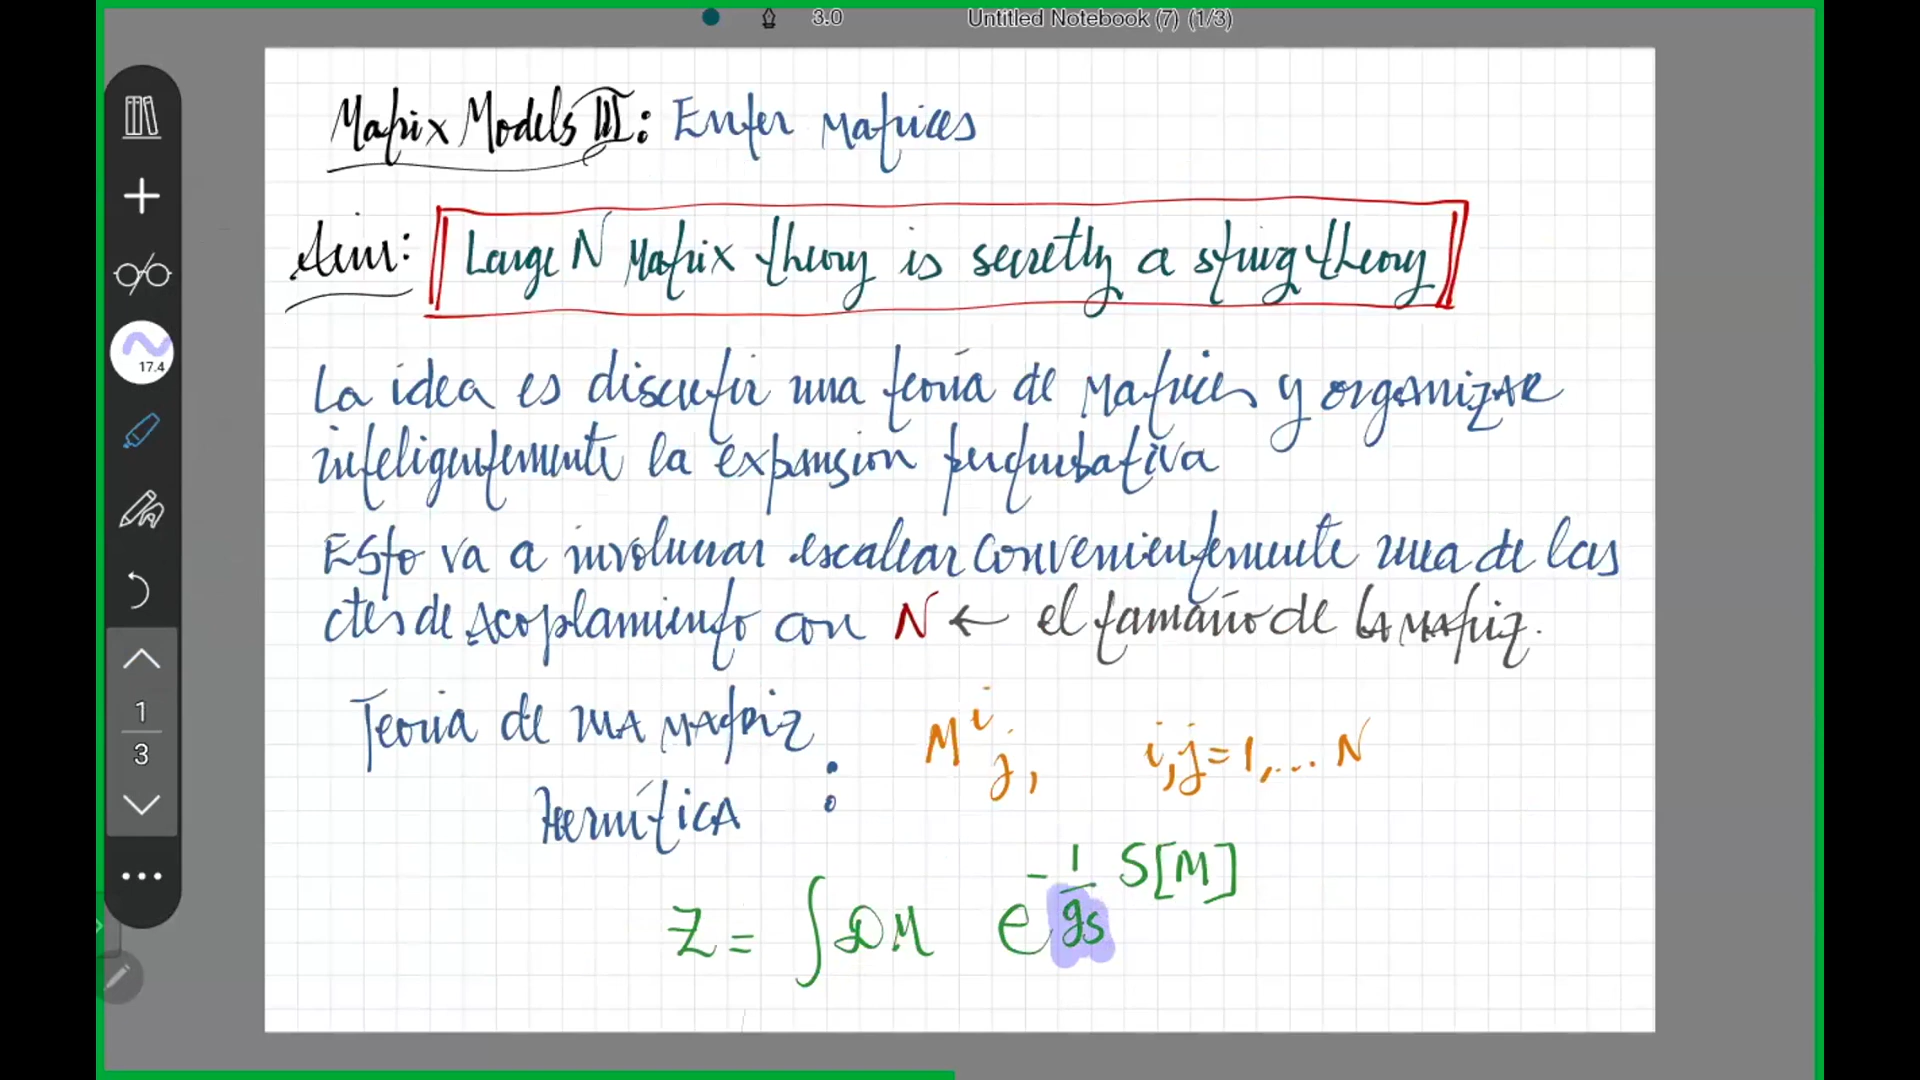 3.0 Untitled Notebook (7) (1/3)
Matrix Models III: Enter Matrices
Aim: Large N Matrix theory is secretly a string theory
La idea es discutir una teoría de Matrices y organizar
inteligentemente la expansion perturbativa
Esto va a involucrar escalear convenientemente una de las
ctes de acoplamiento con N ← el tamaño de la matriz.
Teoria de una matriz
Hermítica : M^i_j, i,j=1,... N
Z = ∫ DM e^{-1/gs S[M]}
17.4
1
3